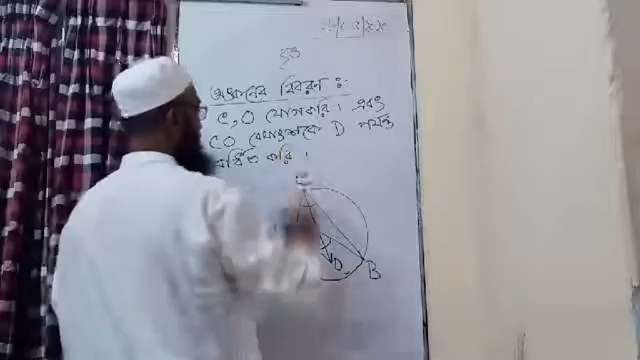 বৃত্ত
অঙ্কনের বিবরণ :-
C, O যোগ করি । এবং
CO রেখাংশকে D পর্যন্ত
বর্ধিত করি ।
D
B